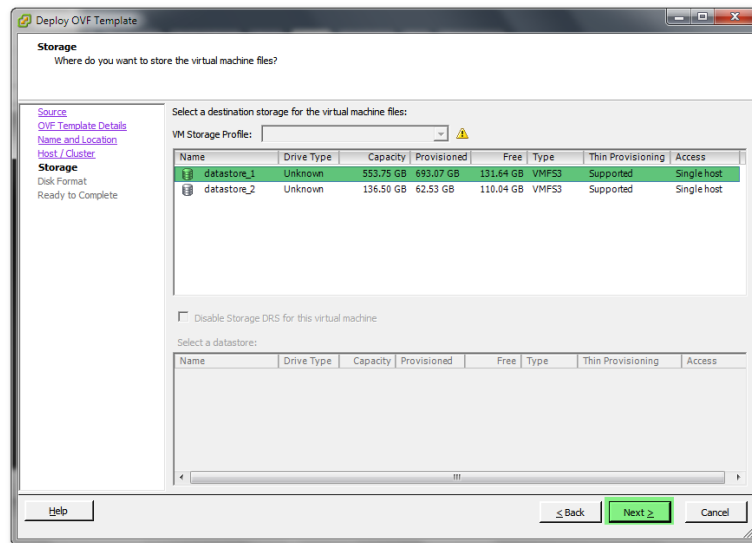 Deploy OVF Template
Storage
Where do you want to store the virtual machine files?
Source
OVF Template Details
Name and Location
Host / Cluster
Storage
Disk Format
Ready to Complete
Select a destination storage for the virtual machine files:
VM Storage Profile:
Name Drive Type Capacity Provisioned Free Type Thin Provisioning Access
datastore_1 Unknown 553.75 GB 693.07 GB 131.64 GB VMFS3 Supported Single host
datastore_2 Unknown 136.50 GB 62.53 GB 110.04 GB VMFS3 Supported Single host
Disable Storage DRS for this virtual machine
Select a datastore:
Name Drive Type Capacity Provisioned Free Type Thin Provisioning Access
Help < Back Next > Cancel